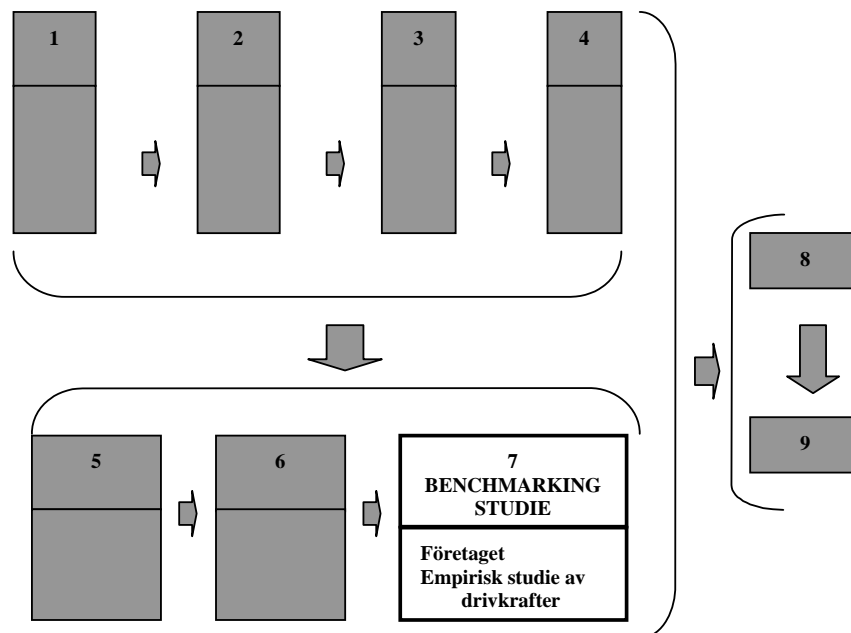 1
2
3
4
8
9
5
6
7
BENCHMARKING
STUDIE
Företaget
Empirisk studie av
drivkrafter